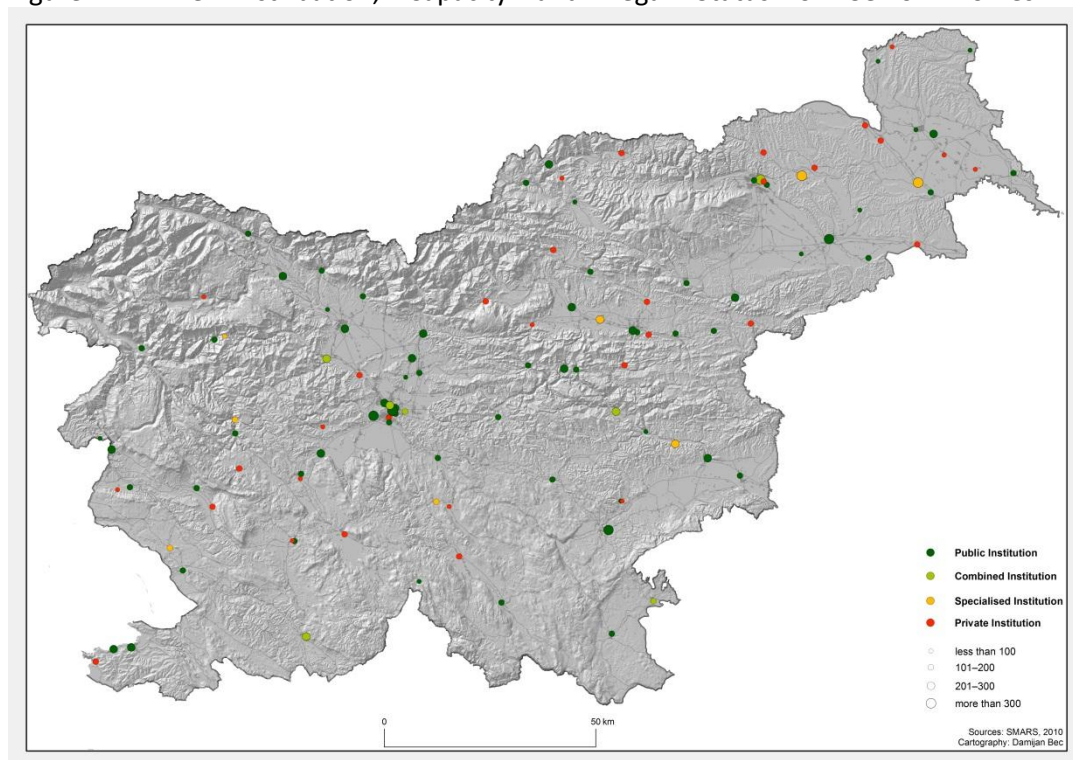 Public Institution
Combined Institution
Specialised Institution
Private Institution
less than 100
101–200
201–300
more than 300
0 50 km
Sources: SMARS, 2010
Cartography: Damijan Bec